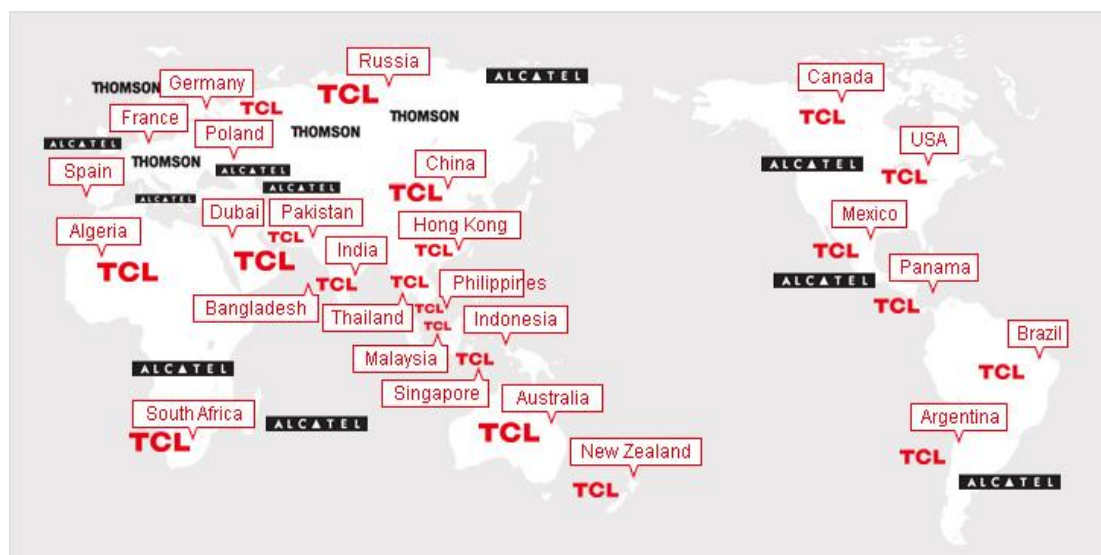 Russia
ALCATEL
THOMSON
Germany
TCL
TCL
France
THOMSON
THOMSON
Poland
ALCATEL
THOMSON
China
Spain
ALCATEL
ALCATEL
TCL
ALCATEL
Dubai
Pakistan
Hong Kong
Algeria
TCL
India
TCL
TCL
TCL
TCL
TCL
Philippines
Bangladesh
Thailand
TCL
Indonesia
TCL
Malaysia
TCL
ALCATEL
Singapore
South Africa
Australia
ALCATEL
TCL
TCL
New Zealand
TCL
Canada
TCL
USA
ALCATEL
TCL
Mexico
TCL
Panama
ALCATEL
TCL
Brazil
TCL
Argentina
TCL
ALCATEL